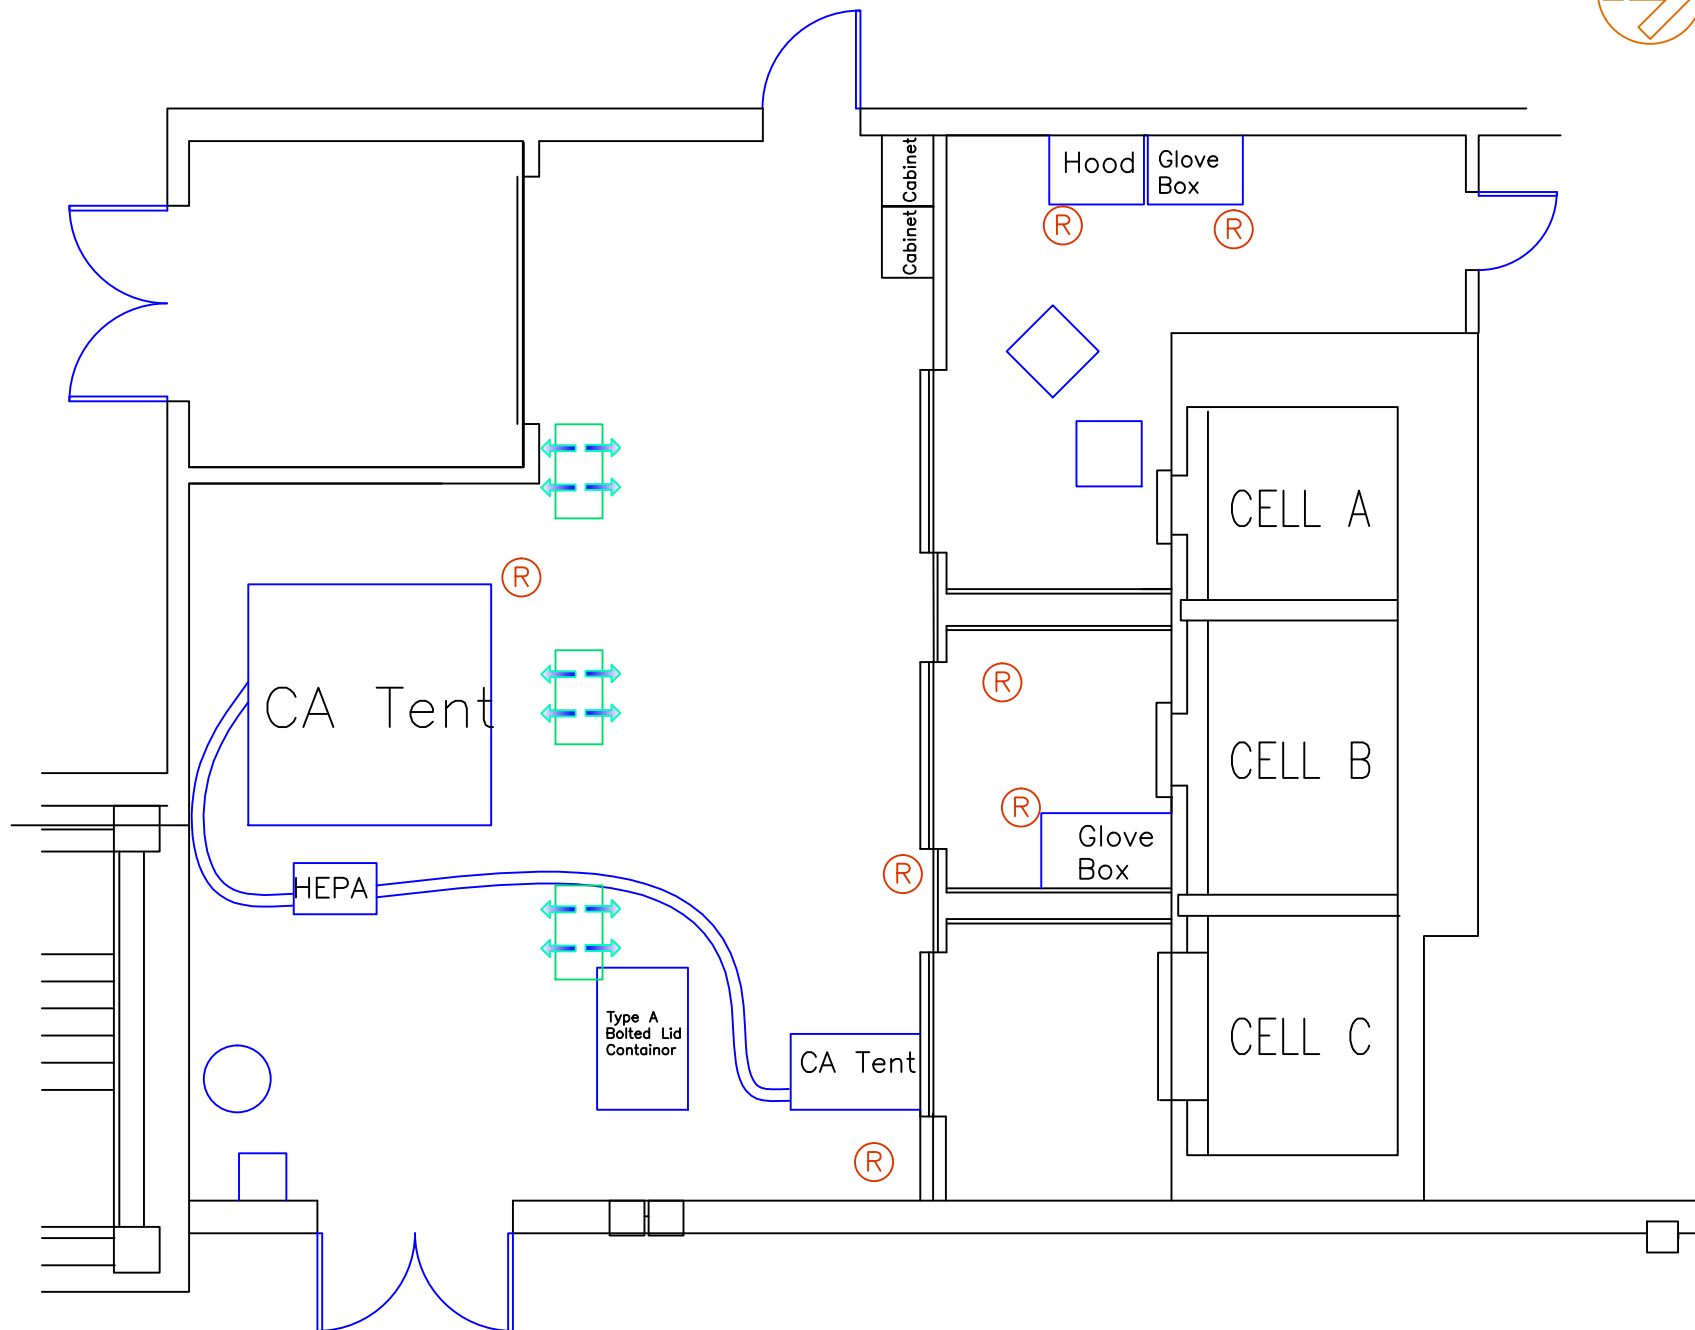 Cabinet
Hood
Glove
Box
Cabinet
R
R
CELL A
R
R
CA Tent
CELL B
R
Glove
Box
R
HEPA
Type A
Bolted Lid
Containor
CA Tent
CELL C
R